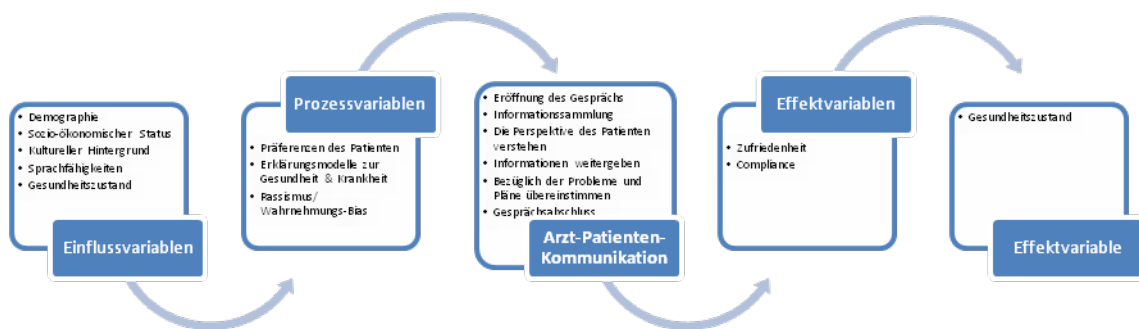 Demographie
Sozio-ökonomischer Status
Kultureller Hintergrund
Sprachfähigkeiten
Gesundheitszustand
Einflussvariablen
Prozessvariablen
Präferenzen des Patienten
Erklärungsmodelle zur
Gesundheit & Krankheit
Rassismus/
Wahrnehmungs-Bias
Eröffnung des Gesprächs
Informationssammlung
Die Perspektive des Patienten
verstehen
Informationen weitergeben
Bezüglich der Probleme und
Pläne übereinstimmen
Gesprächsabschluss
Arzt-Patienten-
Kommunikation
Effektvariablen
Zufriedenheit
Compliance
Gesundheitszustand
Effektvariable